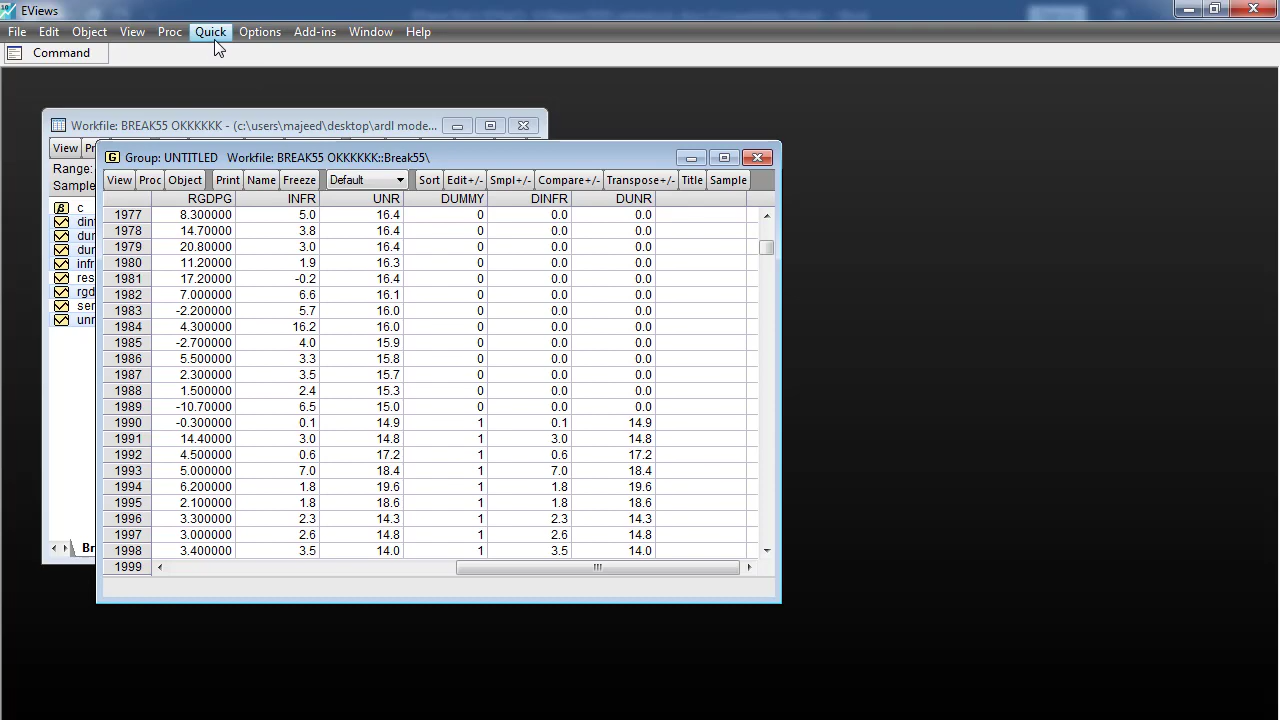 EViews
File Edit Object View Proc Quick Options Add-ins Window Help
Command
Workfile: BREAK55 OKKKKKK - (c:\users\majeed\desktop\ardl mode...
View
Range:
Sample
c
Group: UNTITLED Workfile: BREAK55 OKKKKKK::Break55\
View Proc Object Print Name Freeze Default Sort Edit+/- Smpl+/- Compare+/- Transpose+/- Title Sample
RGDPG INFR UNR DUMMY DINFR DUNR
1977 8.300000 5.0 16.4 0 0.0 0.0
1978 14.70000 3.8 16.4 0 0.0 0.0
1979 20.80000 3.0 16.4 0 0.0 0.0
1980 11.20000 1.9 16.3 0 0.0 0.0
1981 17.20000 -0.2 16.4 0 0.0 0.0
1982 7.000000 6.6 16.1 0 0.0 0.0
1983 -2.200000 5.7 16.0 0 0.0 0.0
1984 4.300000 16.2 16.0 0 0.0 0.0
1985 -2.700000 4.0 15.9 0 0.0 0.0
1986 5.500000 3.3 15.8 0 0.0 0.0
1987 2.300000 3.5 15.7 0 0.0 0.0
1988 1.500000 2.4 15.3 0 0.0 0.0
1989 -10.70000 6.5 15.0 0 0.0 0.0
1990 -0.300000 0.1 14.9 1 0.1 14.9
1991 14.40000 3.0 14.8 1 3.0 14.8
1992 4.500000 0.6 17.2 1 0.6 17.2
1993 5.000000 7.0 18.4 1 7.0 18.4
1994 6.200000 1.8 19.6 1 1.8 19.6
1995 2.100000 1.8 18.6 1 1.8 18.6
1996 3.300000 2.3 14.3 1 2.3 14.3
1997 3.000000 2.6 14.8 1 2.6 14.8
1998 3.400000 3.5 14.0 1 3.5 14.0
1999